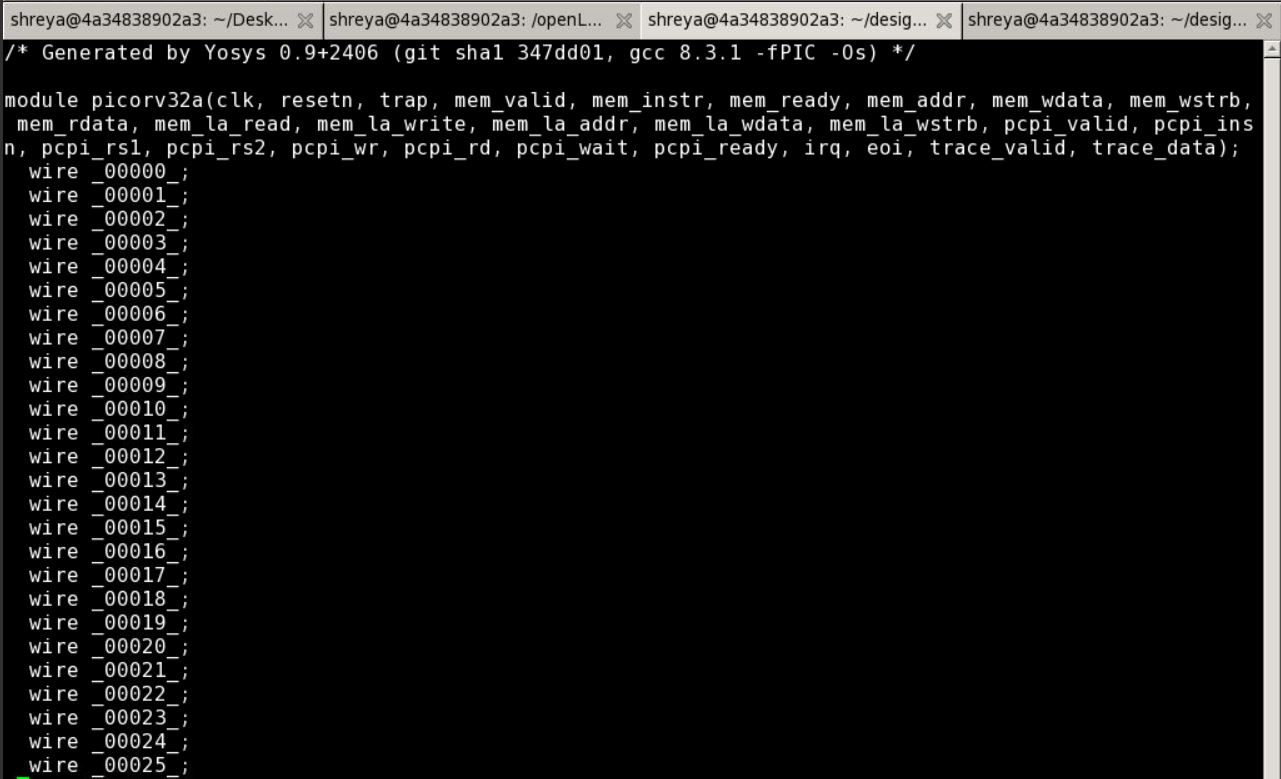 shreya@4a34838902a3: ~/Desk... shreya@4a34838902a3: /openL... shreya@4a34838902a3: ~/desig... shreya@4a34838902a3: ~/desig...
/* Generated by Yosys 0.9+2406 (git sha1 347dd01, gcc 8.3.1 -fPIC -Os) */
module picorv32a(clk, resetn, trap, mem_valid, mem_instr, mem_ready, mem_addr, mem_wdata, mem_wstrb,
mem_rdata, mem_la_read, mem_la_write, mem_la_addr, mem_la_wdata, mem_la_wstrb, pcpi_valid, pcpi_ins
n, pcpi_rs1, pcpi_rs2, pcpi_wr, pcpi_rd, pcpi_wait, pcpi_ready, irq, eoi, trace_valid, trace_data);
wire _00000_;
wire _00001_;
wire _00002_;
wire _00003_;
wire _00004_;
wire _00005_;
wire _00006_;
wire _00007_;
wire _00008_;
wire _00009_;
wire _00010_;
wire _00011_;
wire _00012_;
wire _00013_;
wire _00014_;
wire _00015_;
wire _00016_;
wire _00017_;
wire _00018_;
wire _00019_;
wire _00020_;
wire _00021_;
wire _00022_;
wire _00023_;
wire _00024_;
wire _00025_;